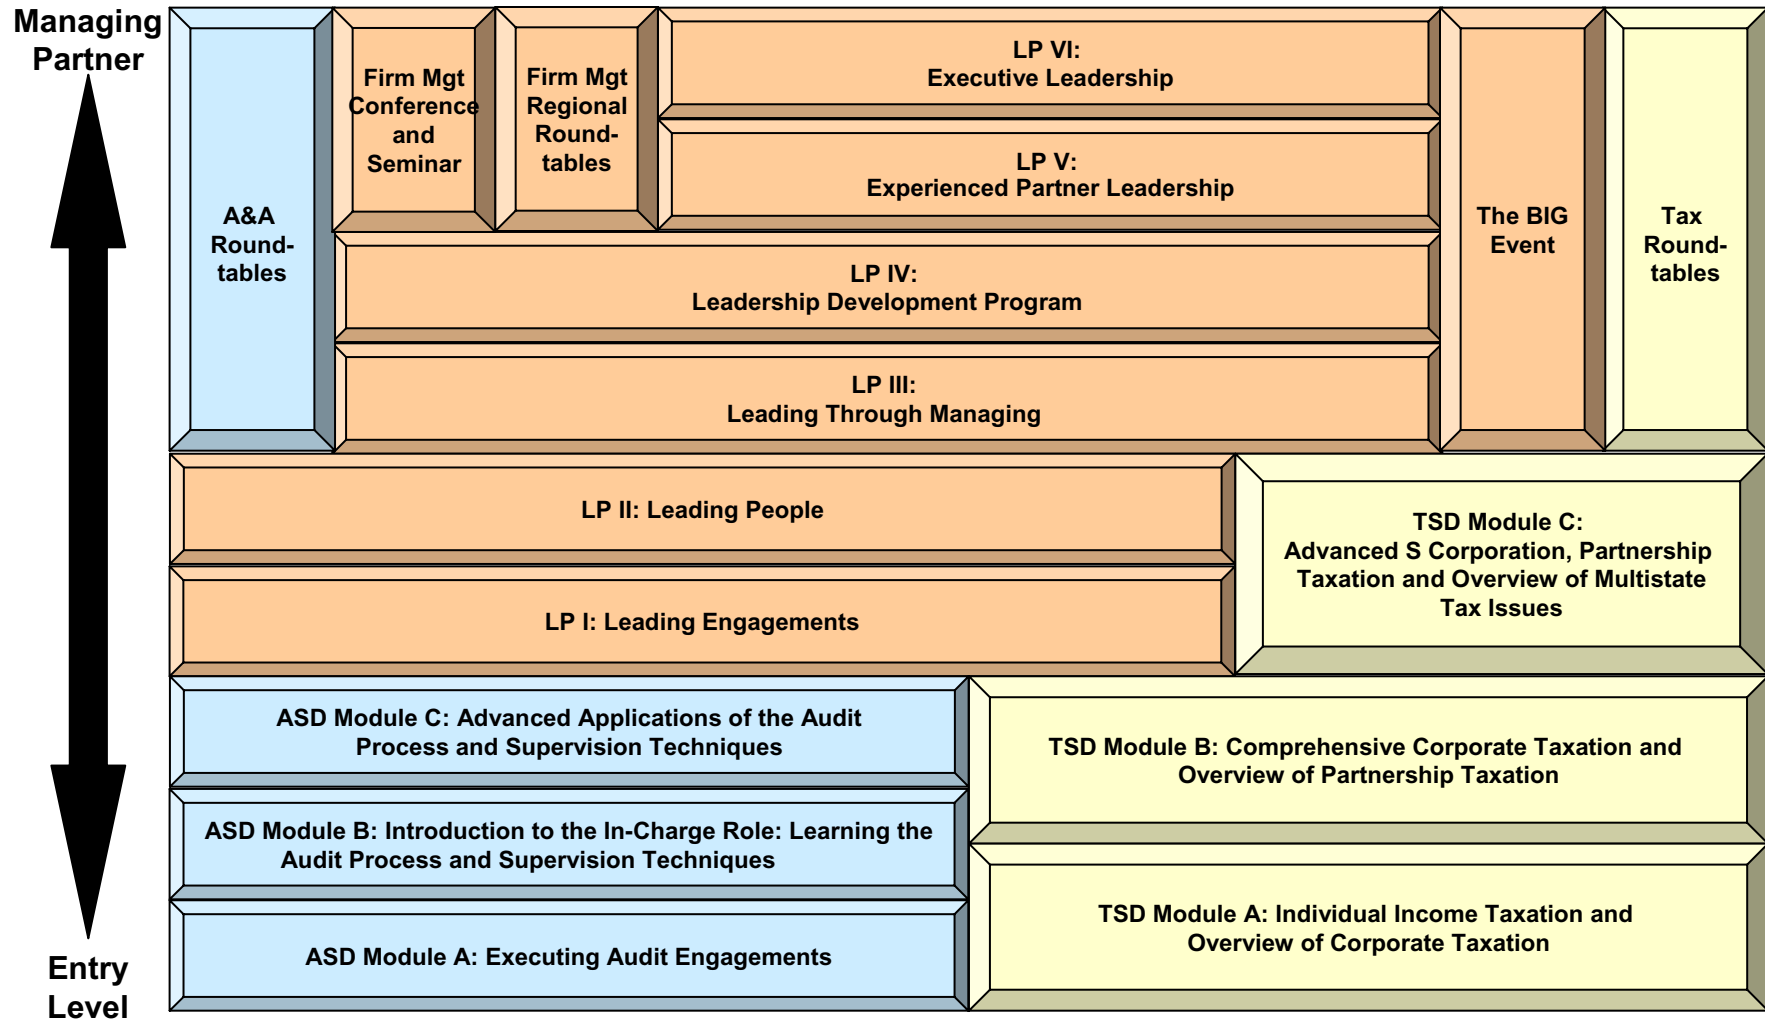 Managing
Partner
A&A
Round-
tables
Firm Mgt
Conference
and
Seminar
Firm Mgt
Regional
Round-
tables
LP VI:
Executive Leadership
LP V:
Experienced Partner Leadership
The BIG
Event
Tax
Round-
tables
LP IV:
Leadership Development Program
LP III:
Leading Through Managing
LP II: Leading People
TSD Module C:
Advanced S Corporation, Partnership
Taxation and Overview of Multistate
Tax Issues
LP I: Leading Engagements
ASD Module C: Advanced Applications of the Audit
Process and Supervision Techniques
TSD Module B: Comprehensive Corporate Taxation and
Overview of Partnership Taxation
ASD Module B: Introduction to the In-Charge Role: Learning the
Audit Process and Supervision Techniques
TSD Module A: Individual Income Taxation and
Overview of Corporate Taxation
ASD Module A: Executing Audit Engagements
Entry
Level